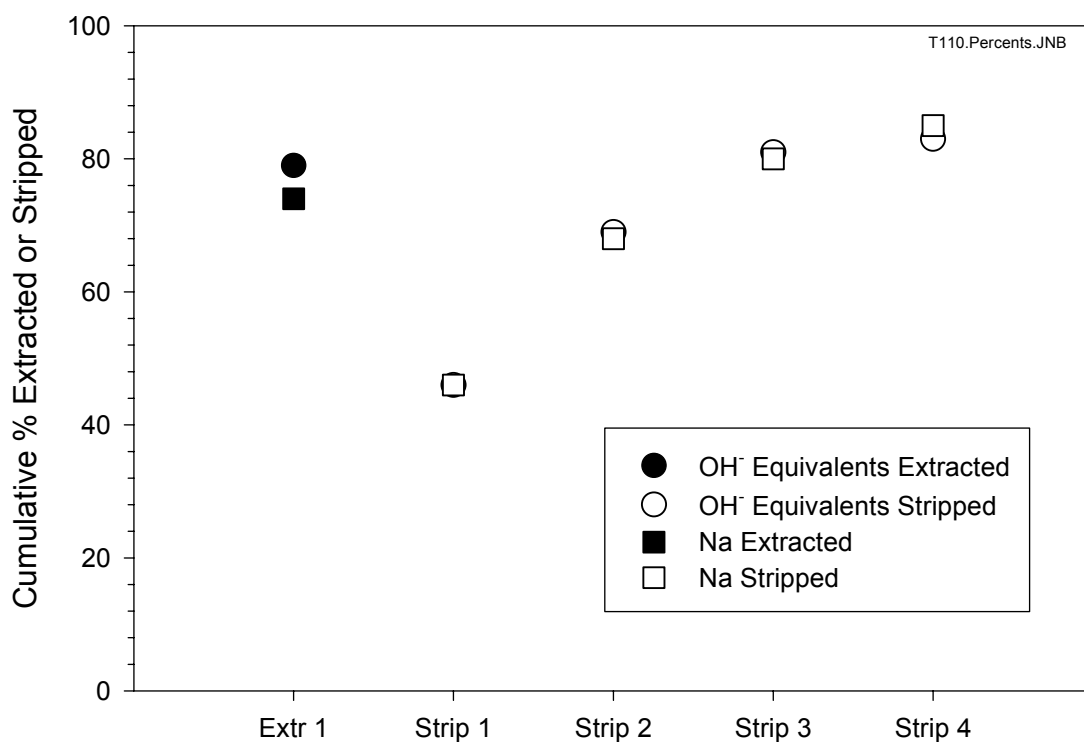 T110.Percents.JNB
Cumulative % Extracted or Stripped
100
80
60
40
20
0
OH⁻ Equivalents Extracted
OH⁻ Equivalents Stripped
Na Extracted
Na Stripped
Extr 1 Strip 1 Strip 2 Strip 3 Strip 4